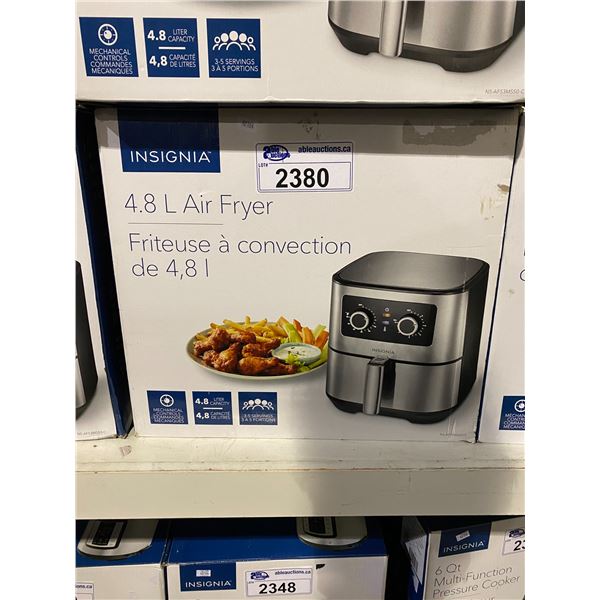 MECHANICAL
CONTROLS
COMMANDES
MÉCANIQUES
4.8 LITER
CAPACITY
4,8 CAPACITÉ
DE LITRES
3-5 SERVINGS
3 À 5 PORTIONS
INSIGNIA
ableauctions.ca
LOT#
2380
4.8 L Air Fryer
Friteuse à convection
de 4,8 l
INSIGNIA
MECHANICAL
CONTROLS
COMMANDES
MÉCANIQUES
4.8 LITER
CAPACITY
4,8 CAPACITÉ
DE LITRES
3-5 SERVINGS
3 À 5 PORTIONS
INSIGNIA
ableauctions.ca
LOT#
2348
INSIGNIA
6 Qt
Multi-Function
Pressure Cooker